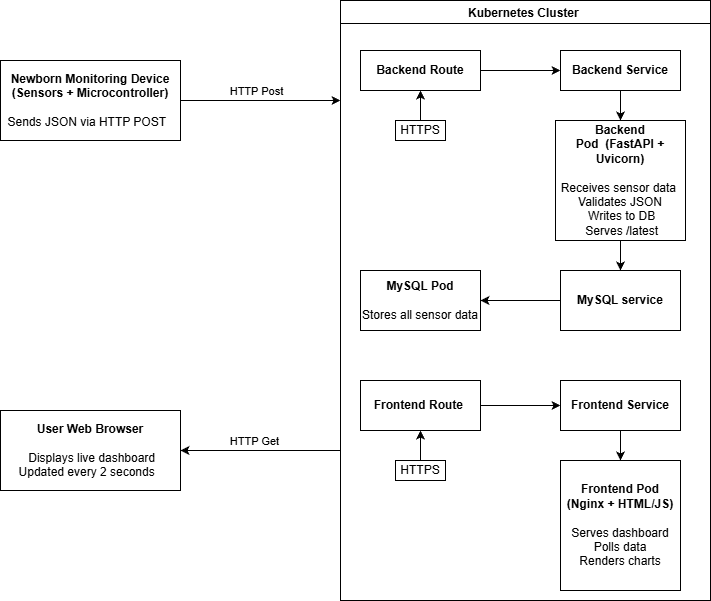 Kubernetes Cluster
Newborn Monitoring Device
(Sensors + Microcontroller)
Sends JSON via HTTP POST
HTTP Post
Backend Route
Backend Service
HTTPS
Backend
Pod (FastAPI +
Uvicorn)
Receives sensor data
Validates JSON
Writes to DB
Serves /latest
MySQL Pod
Stores all sensor data
MySQL service
Frontend Route
Frontend Service
HTTPS
User Web Browser
Displays live dashboard
Updated every 2 seconds
HTTP Get
Frontend Pod
(Nginx + HTML/JS)
Serves dashboard
Polls data
Renders charts